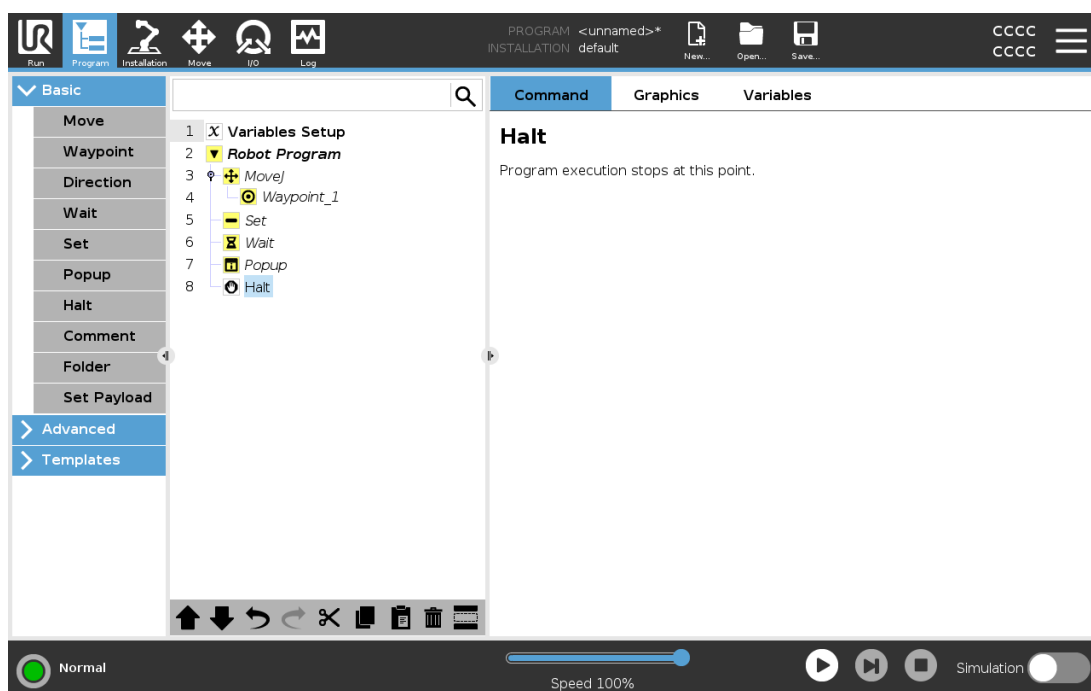 PROGRAM <unnamed>*
INSTALLATION default
CCCC
CCCC
UR
Run
Program
Installation
Move
I/O
Log
New...
Open...
Save...
Basic
Move
Waypoint
Direction
Wait
Set
Popup
Halt
Comment
Folder
Set Payload
Advanced
Templates
1 X Variables Setup
2 Robot Program
3 MoveJ
4 Waypoint_1
5 Set
6 Wait
7 Popup
8 Halt
Command Graphics Variables
Halt
Program execution stops at this point.
Normal
Speed 100%
Simulation